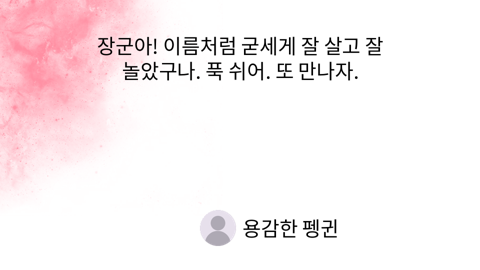 장군아! 이름처럼 굳세게 잘 살고 잘
놀았구나. 푹 쉬어. 또 만나자.
용감한 펭귄